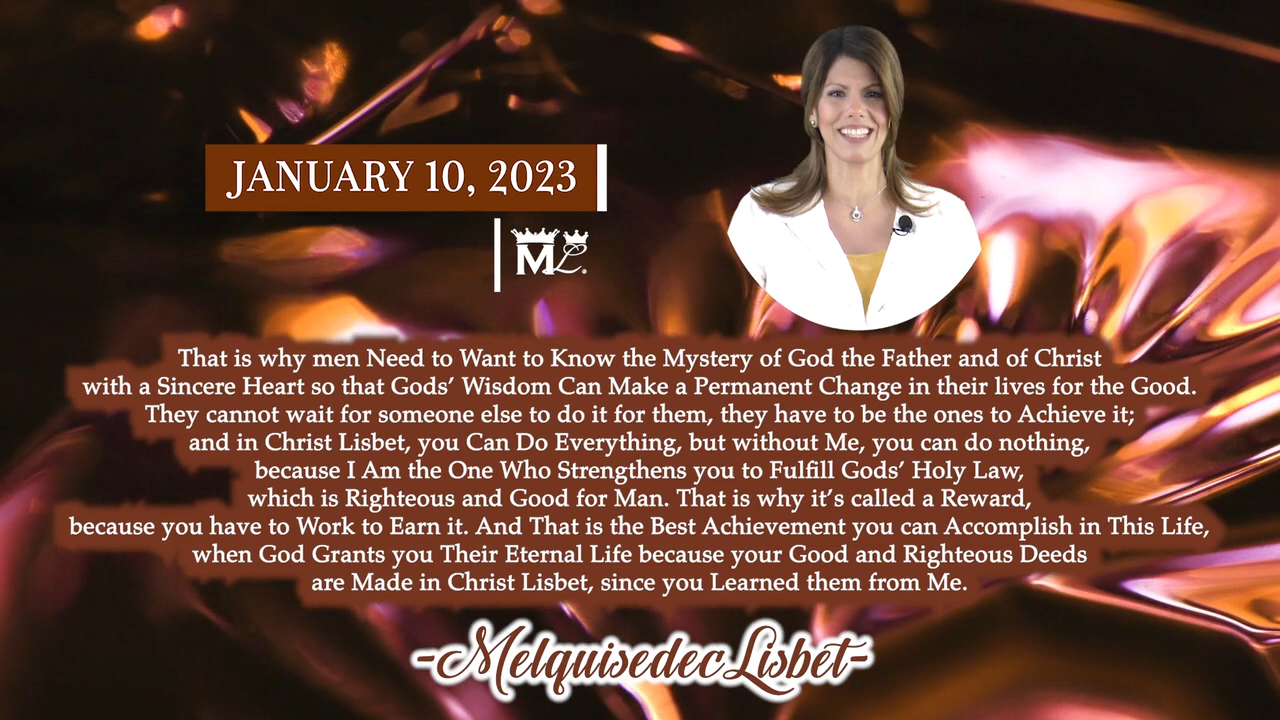 JANUARY 10, 2023
ML.
That is why men Need to Want to Know the Mystery of God the Father and of Christ
with a Sincere Heart so that Gods’ Wisdom Can Make a Permanent Change in their lives for the Good.
They cannot wait for someone else to do it for them, they have to be the ones to Achieve it;
and in Christ Lisbet, you Can Do Everything, but without Me, you can do nothing,
because I Am the One Who Strengthens you to Fulfill Gods’ Holy Law,
which is Righteous and Good for Man. That is why it’s called a Reward,
because you have to Work to Earn it. And That is the Best Achievement you can Accomplish in This Life,
when God Grants you Their Eternal Life because your Good and Righteous Deeds
are Made in Christ Lisbet, since you Learned them from Me.
-Melquisedec Lisbet-